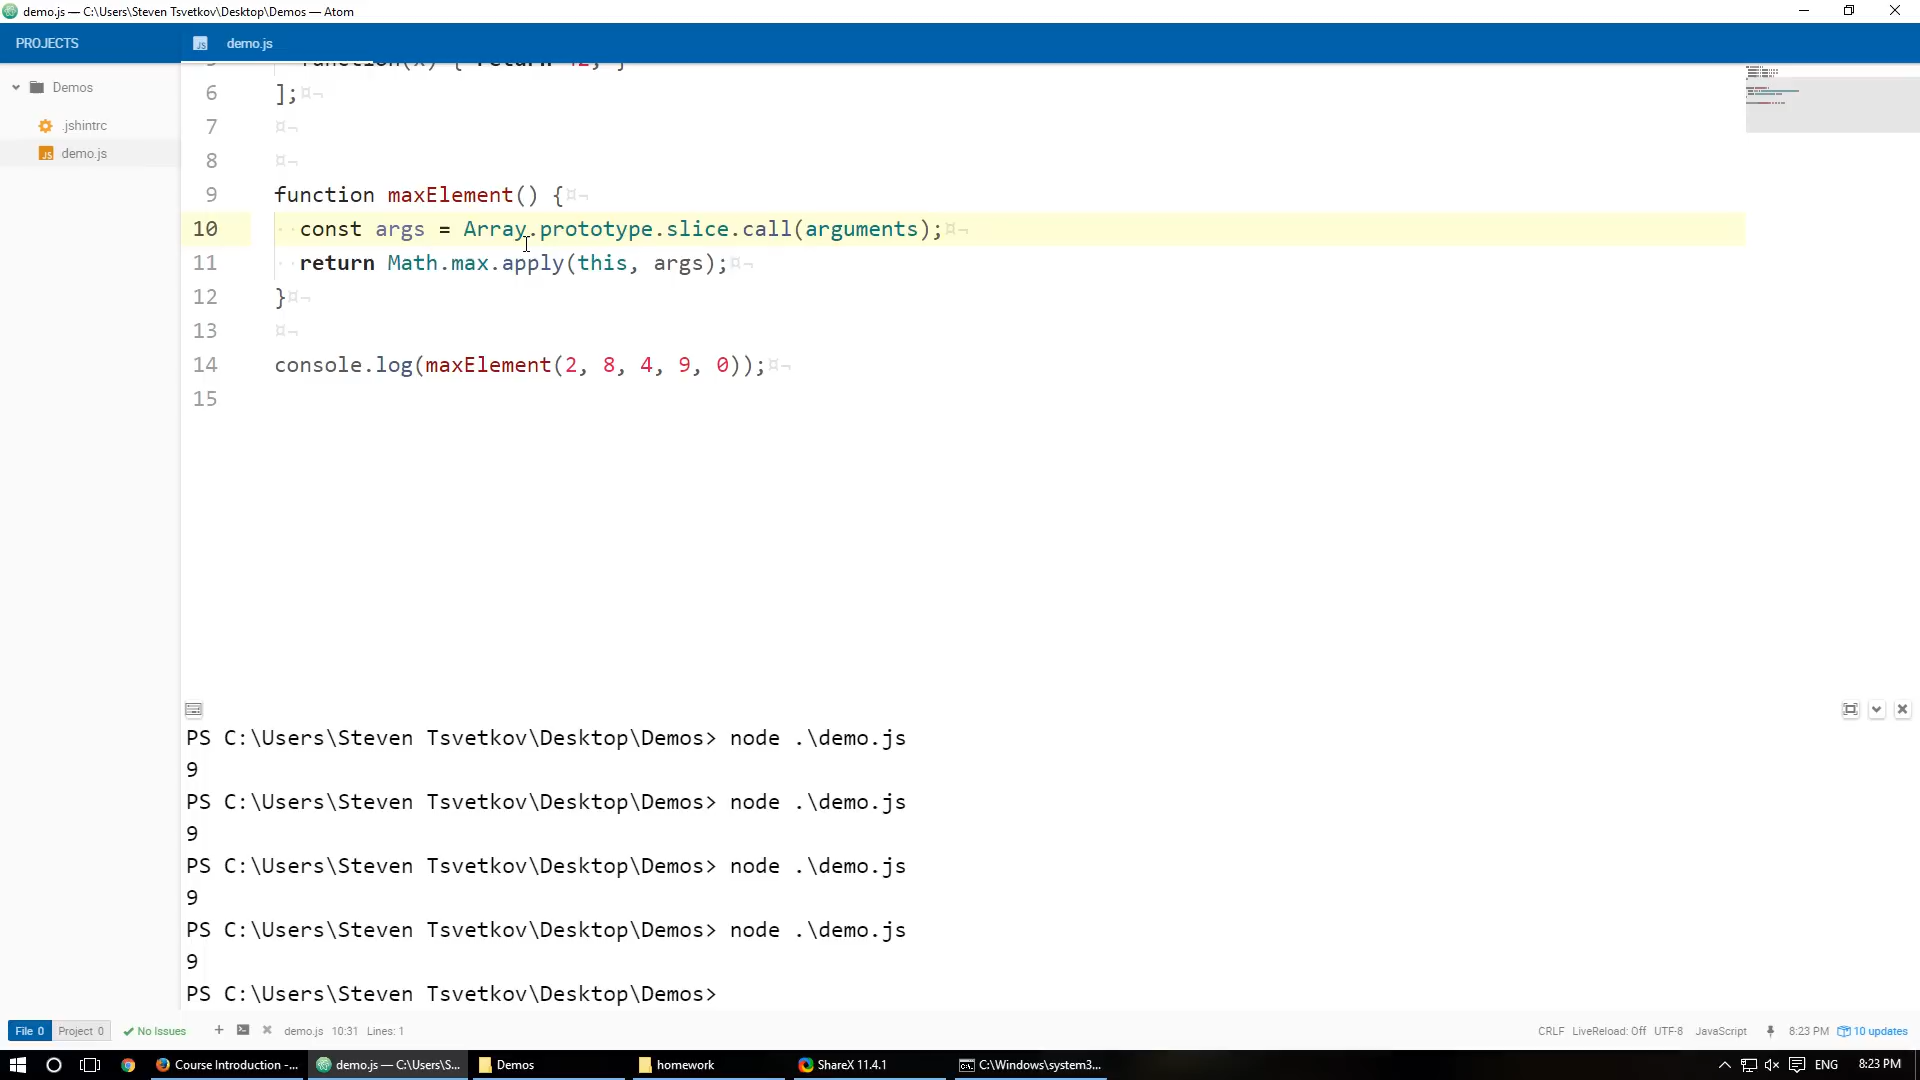 demo.js — C:\Users\Steven Tsvetkov\Desktop\Demos — Atom
PROJECTS
demo.js
Demos
.jshintrc
demo.js
6 ];
7
8
9 function maxElement() {
10 const args = Array.prototype.slice.call(arguments);
11 return Math.max.apply(this, args);
12 }
13
14 console.log(maxElement(2, 8, 4, 9, 0));
15
PS C:\Users\Steven Tsvetkov\Desktop\Demos> node .\demo.js
9
PS C:\Users\Steven Tsvetkov\Desktop\Demos> node .\demo.js
9
PS C:\Users\Steven Tsvetkov\Desktop\Demos> node .\demo.js
9
PS C:\Users\Steven Tsvetkov\Desktop\Demos> node .\demo.js
9
PS C:\Users\Steven Tsvetkov\Desktop\Demos>
File 0 Project 0 No Issues demo.js 10:31 Lines: 1 CRLF LiveReload: Off UTF-8 JavaScript 8:23 PM 10 updates
Course Introduction -... demo.js — C:\Users\S... Demos homework ShareX 11.4.1 C:\Windows\system3... ENG 8:23 PM